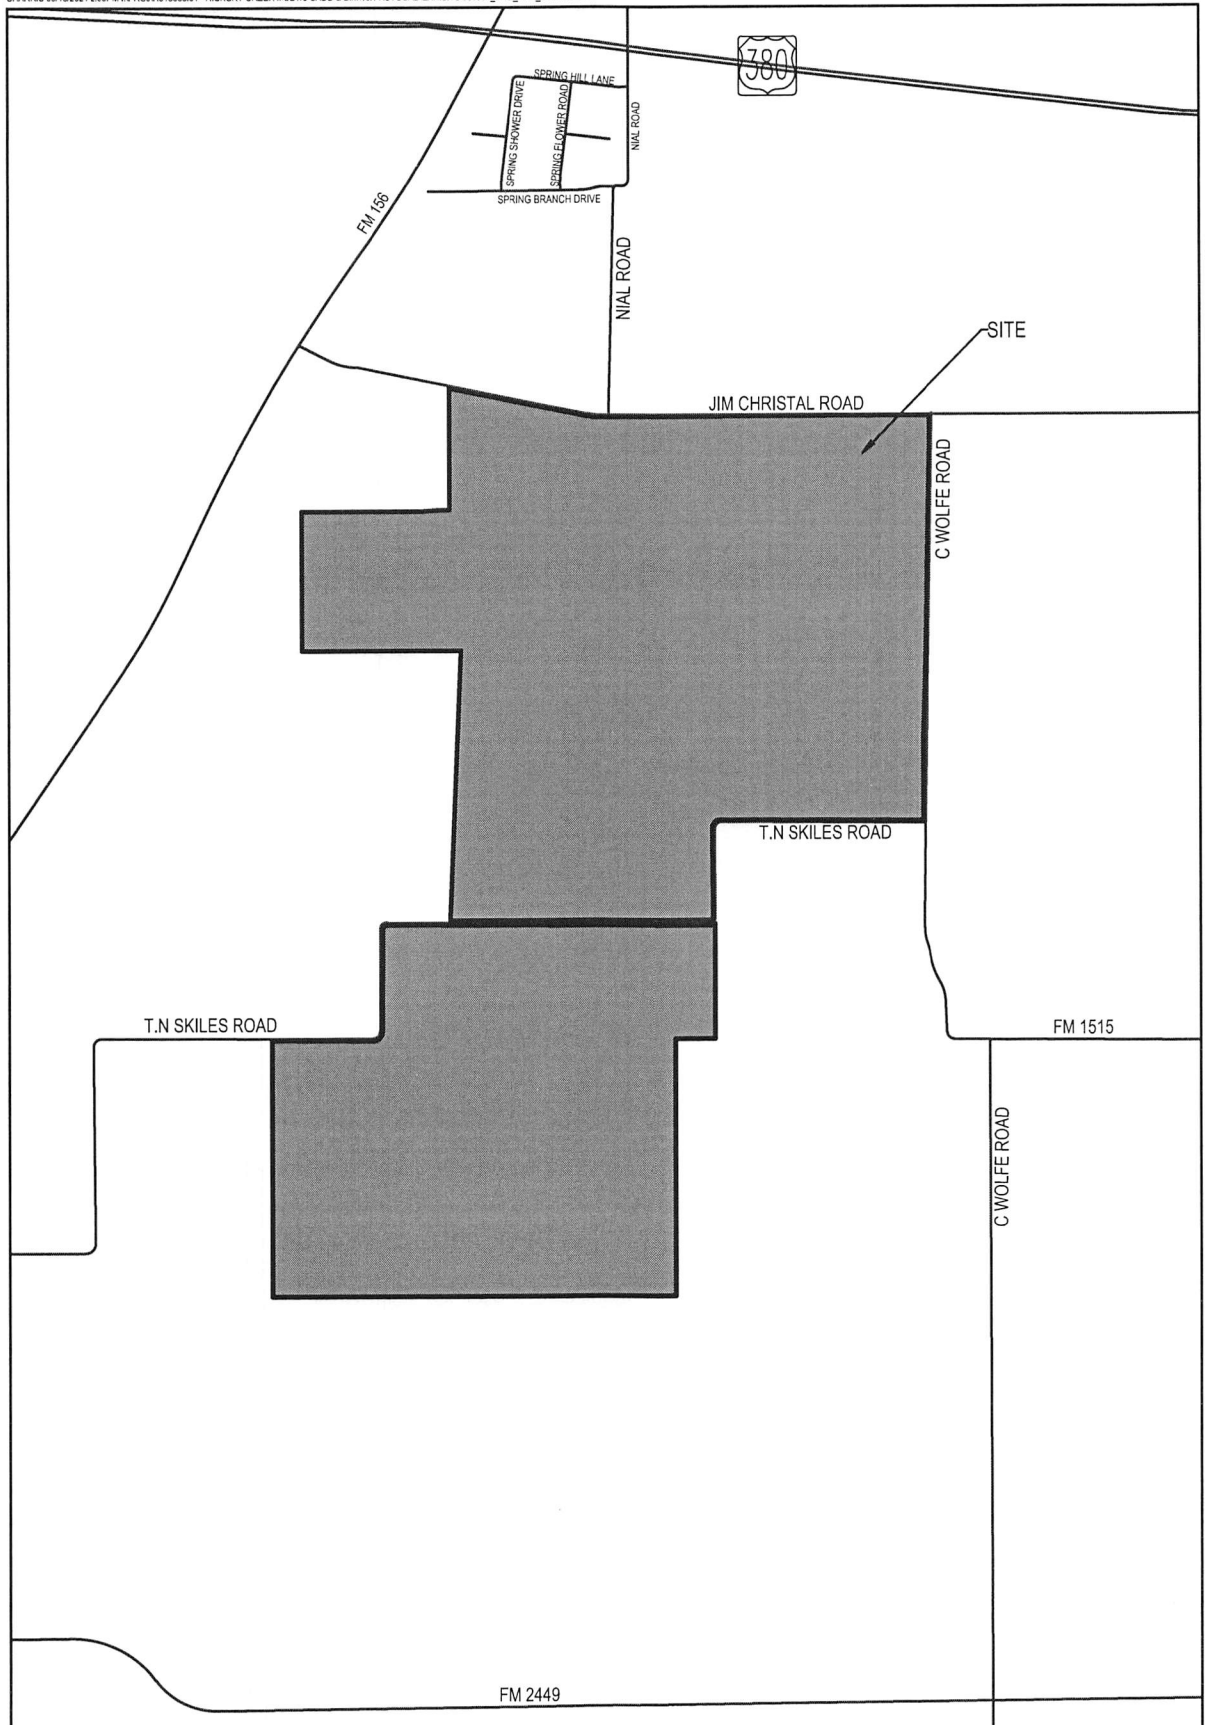 380
SPRING HILL LANE
SPRING SHOWER DRIVE
SPRING FLOWER ROAD
NIAL ROAD
SPRING BRANCH DRIVE
FM 156
NIAL ROAD
SITE
JIM CHRISTAL ROAD
C WOLFE ROAD
T.N SKILES ROAD
T.N SKILES ROAD
FM 1515
C WOLFE ROAD
FM 2449